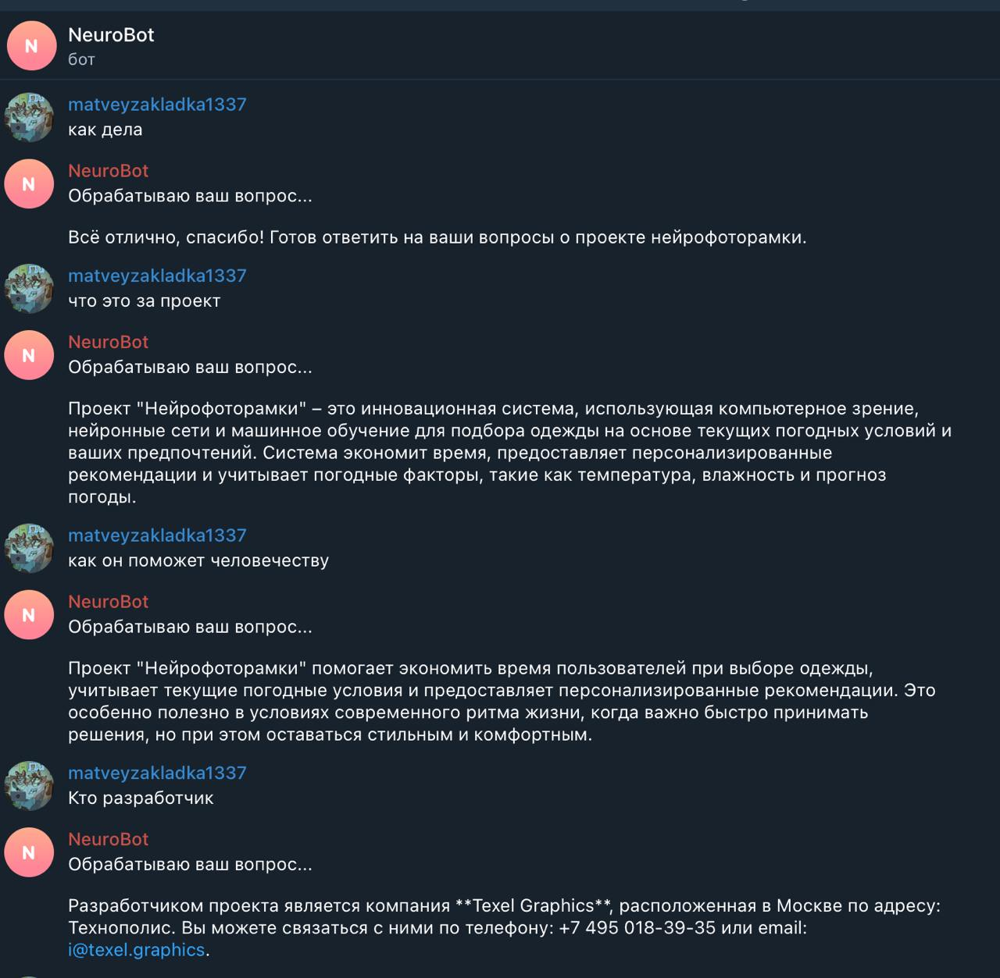 NeuroBot
бот
matveyzakladka1337
как дела
NeuroBot
Обрабатываю ваш вопрос...
Всё отлично, спасибо! Готов ответить на ваши вопросы о проекте нейрофоторамки.
matveyzakladka1337
что это за проект
NeuroBot
Обрабатываю ваш вопрос...
Проект "Нейрофоторамки" – это инновационная система, использующая компьютерное зрение,
нейронные сети и машинное обучение для подбора одежды на основе текущих погодных условий и
ваших предпочтений. Система экономит время, предоставляет персонализированные
рекомендации и учитывает погодные факторы, такие как температура, влажность и прогноз
погоды.
matveyzakladka1337
как он поможет человечеству
NeuroBot
Обрабатываю ваш вопрос...
Проект "Нейрофоторамки" помогает экономить время пользователей при выборе одежды,
учитывает текущие погодные условия и предоставляет персонализированные рекомендации. Это
особенно полезно в условиях современного ритма жизни, когда важно быстро принимать
решения, но при этом оставаться стильным и комфортным.
matveyzakladka1337
Кто разработчик
NeuroBot
Обрабатываю ваш вопрос...
Разработчиком проекта является компания **Texel Graphics**, расположенная в Москве по адресу:
Технополис. Вы можете связаться с ними по телефону: +7 495 018-39-35 или email:
i@texel.graphics.